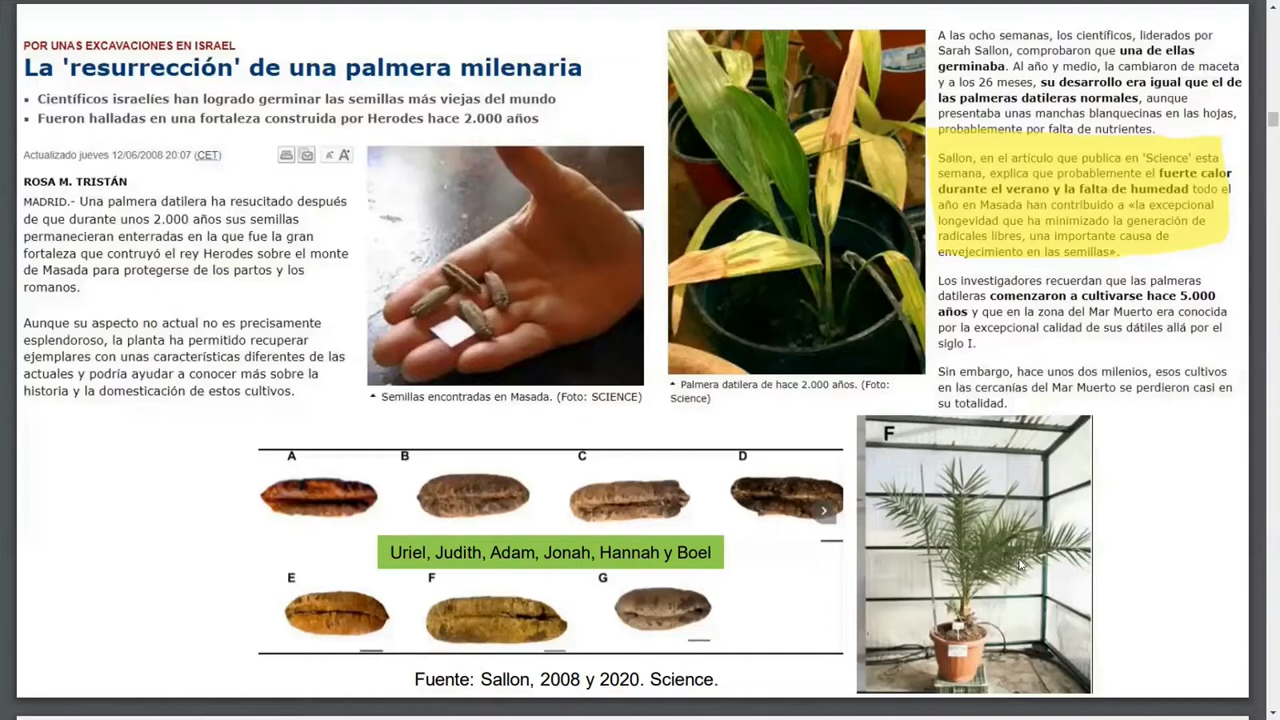 POR UNAS EXCAVACIONES EN ISRAEL
La 'resurrección' de una palmera milenaria
Científicos israelíes han logrado germinar las semillas más viejas del mundo
Fueron halladas en una fortaleza construida por Herodes hace 2.000 años
Actualizado jueves 12/06/2008 20:07 (CET)
A A
ROSA M. TRISTÁN
MADRID.- Una palmera datilera ha resucitado después
de que durante unos 2.000 años sus semillas
permanecieran enterradas en la que fue la gran
fortaleza que contruyó el rey Herodes sobre el monte
de Masada para protegerse de los partos y los
romanos.
Aunque su aspecto no actual no es precisamente
esplendoroso, la planta ha permitido recuperar
ejemplares con unas características diferentes de las
actuales y podría ayudar a conocer más sobre la
historia y la domesticación de estos cultivos.
Semillas encontradas en Masada. (Foto: SCIENCE)
Palmera datilera de hace 2.000 años. (Foto:
Science)
A las ocho semanas, los científicos, liderados por
Sarah Sallon, comprobaron que una de ellas
germinaba. Al año y medio, la cambiaron de maceta
y a los 26 meses, su desarrollo era igual que el de
las palmeras datileras normales, aunque
presentaba unas manchas blanquecinas en las hojas,
probablemente por falta de nutrientes.
Sallon, en el artículo que publica en 'Science' esta
semana, explica que probablemente el fuerte calor
durante el verano y la falta de humedad todo el
año en Masada han contribuido a «la excepcional
longevidad que ha minimizado la generación de
radicales libres, una importante causa de
envejecimiento en las semillas».
Los investigadores recuerdan que las palmeras
datileras comenzaron a cultivarse hace 5.000
años y que en la zona del Mar Muerto era conocida
por la excepcional calidad de sus dátiles allá por el
siglo I.
Sin embargo, hace unos dos milenios, esos cultivos
en las cercanías del Mar Muerto se perdieron casi en
su totalidad.
A B C D
Uriel, Judith, Adam, Jonah, Hannah y Boel
E F G
F
Fuente: Sallon, 2008 y 2020. Science.